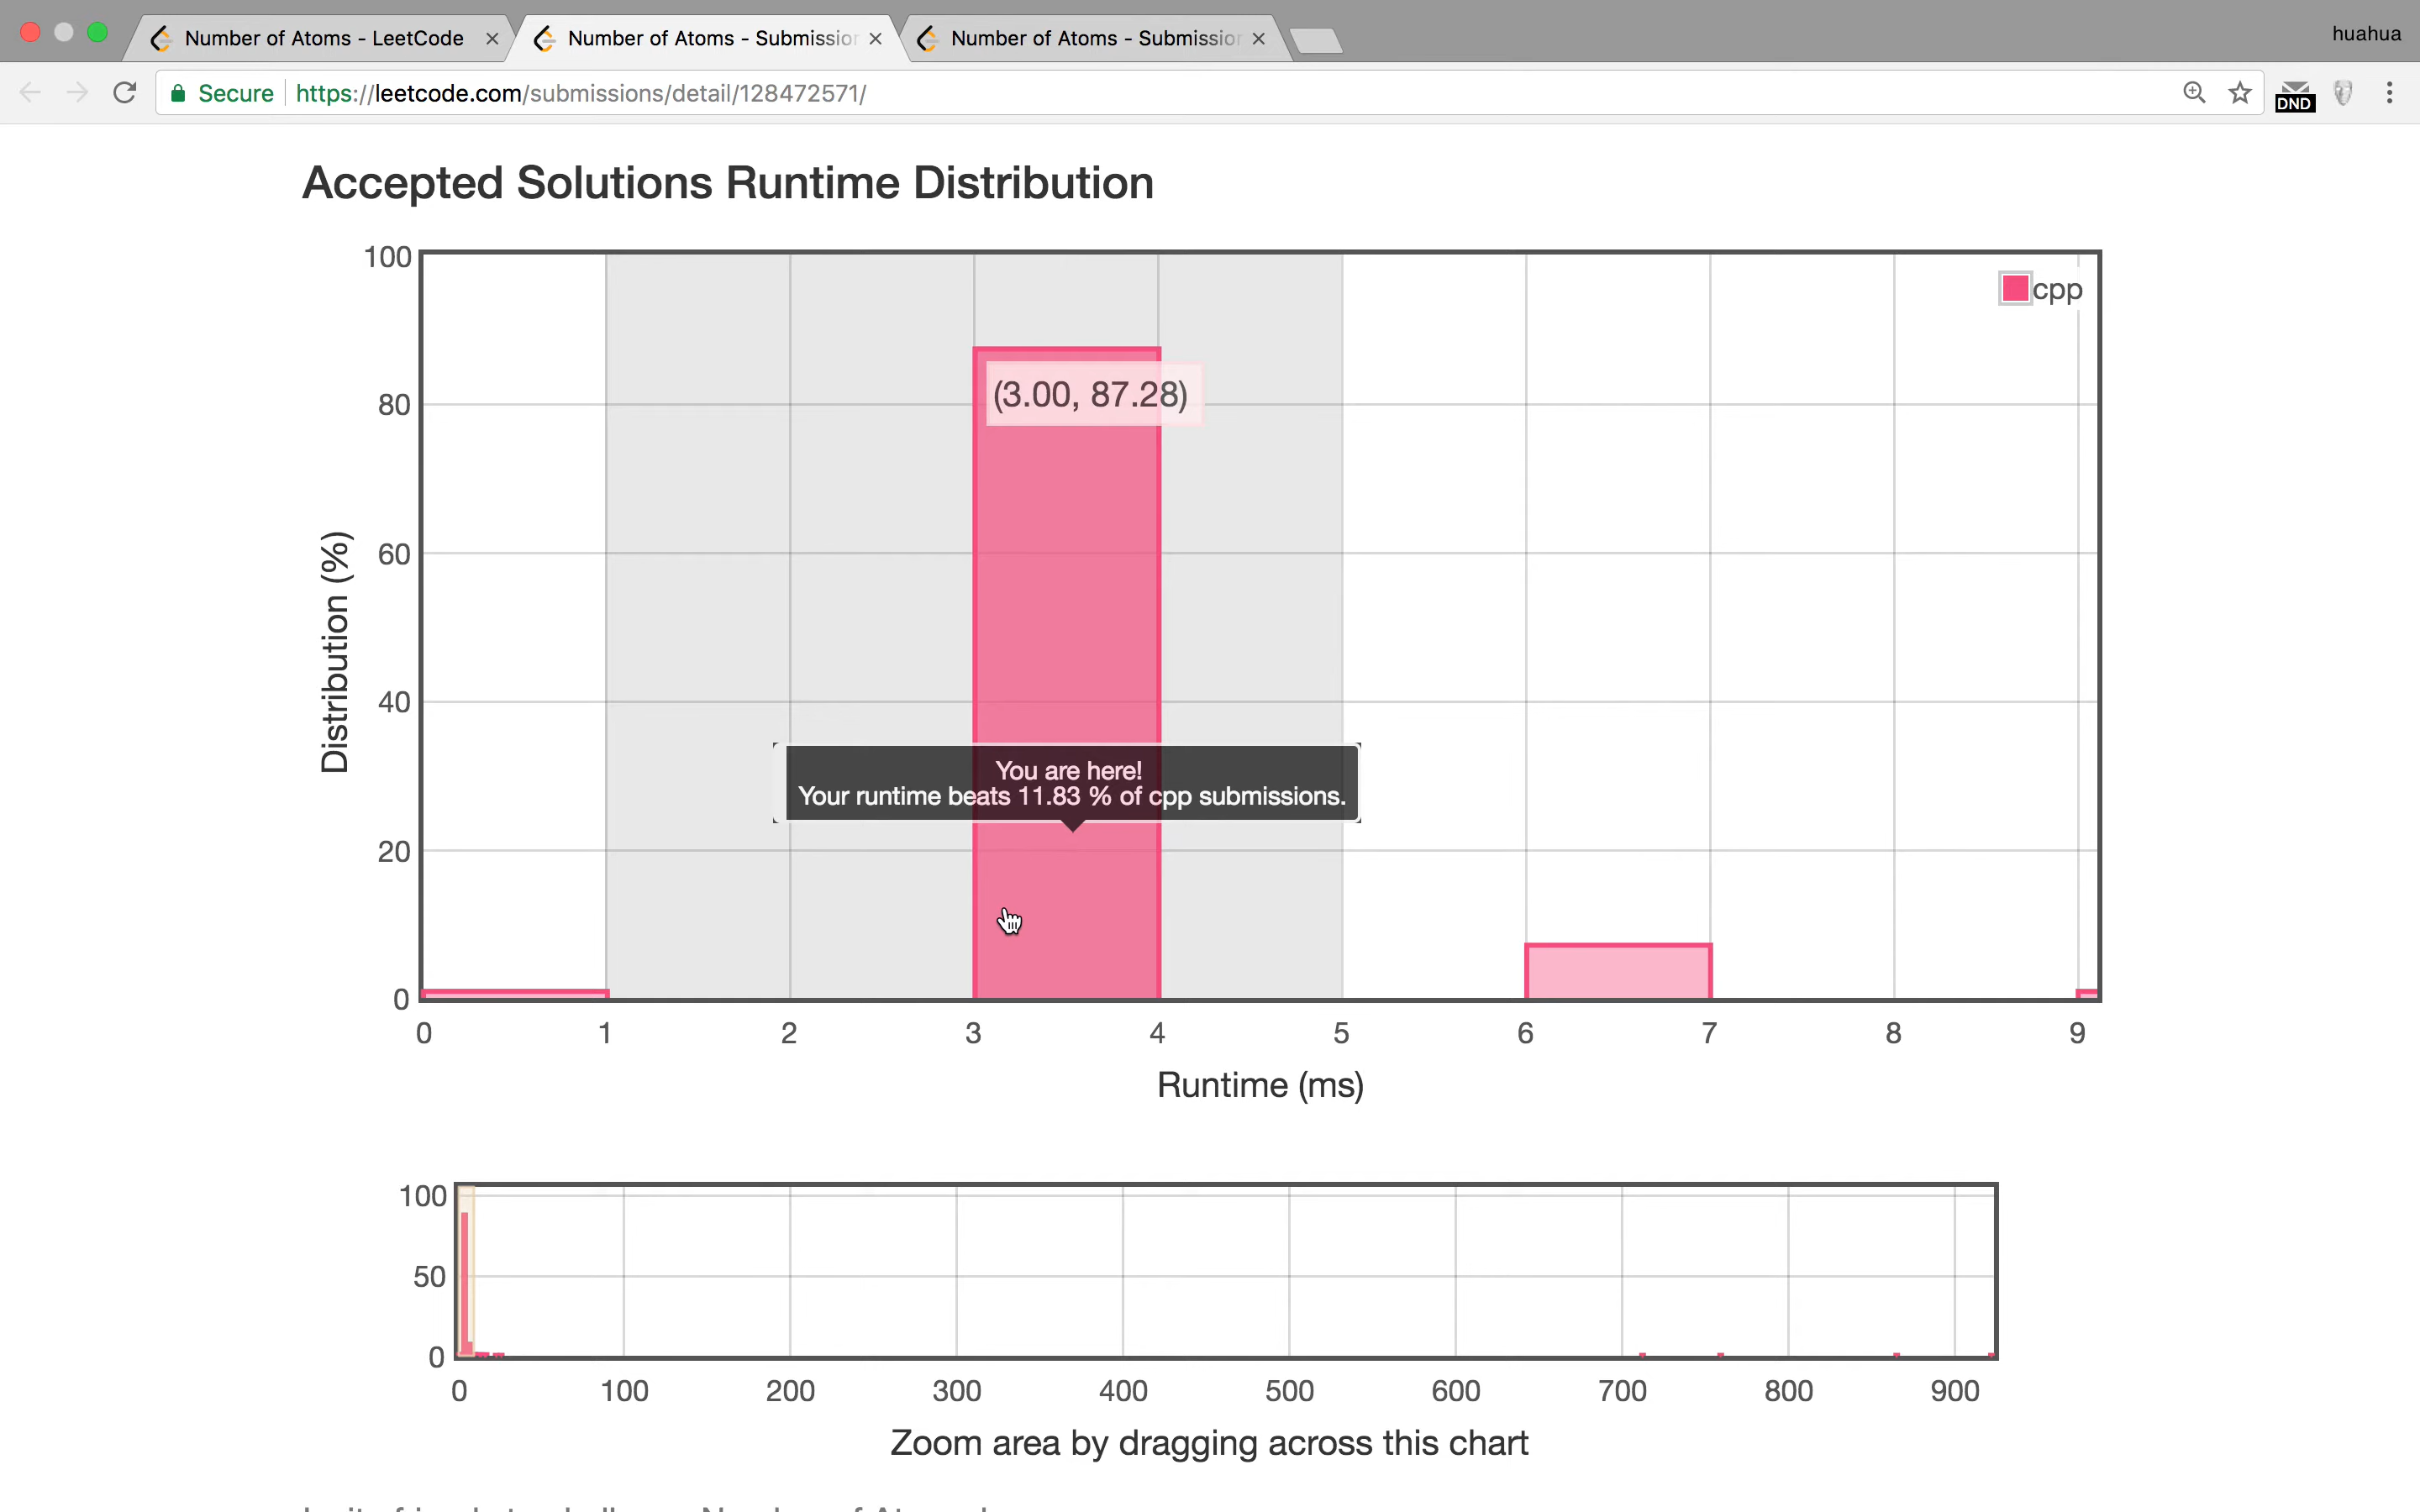 huahua
Number of Atoms - LeetCode
Number of Atoms - Submission
Number of Atoms - Submission
Secure
https://leetcode.com/submissions/detail/128472571/
DND
Accepted Solutions Runtime Distribution
cpp
(3.00, 87.28)
You are here!
Your runtime beats 11.83 % of cpp submissions.
Distribution (%)
100
80
60
40
20
0
0 1 2 3 4 5 6 7 8 9
Runtime (ms)
100
50
0
0 100 200 300 400 500 600 700 800 900
Zoom area by dragging across this chart